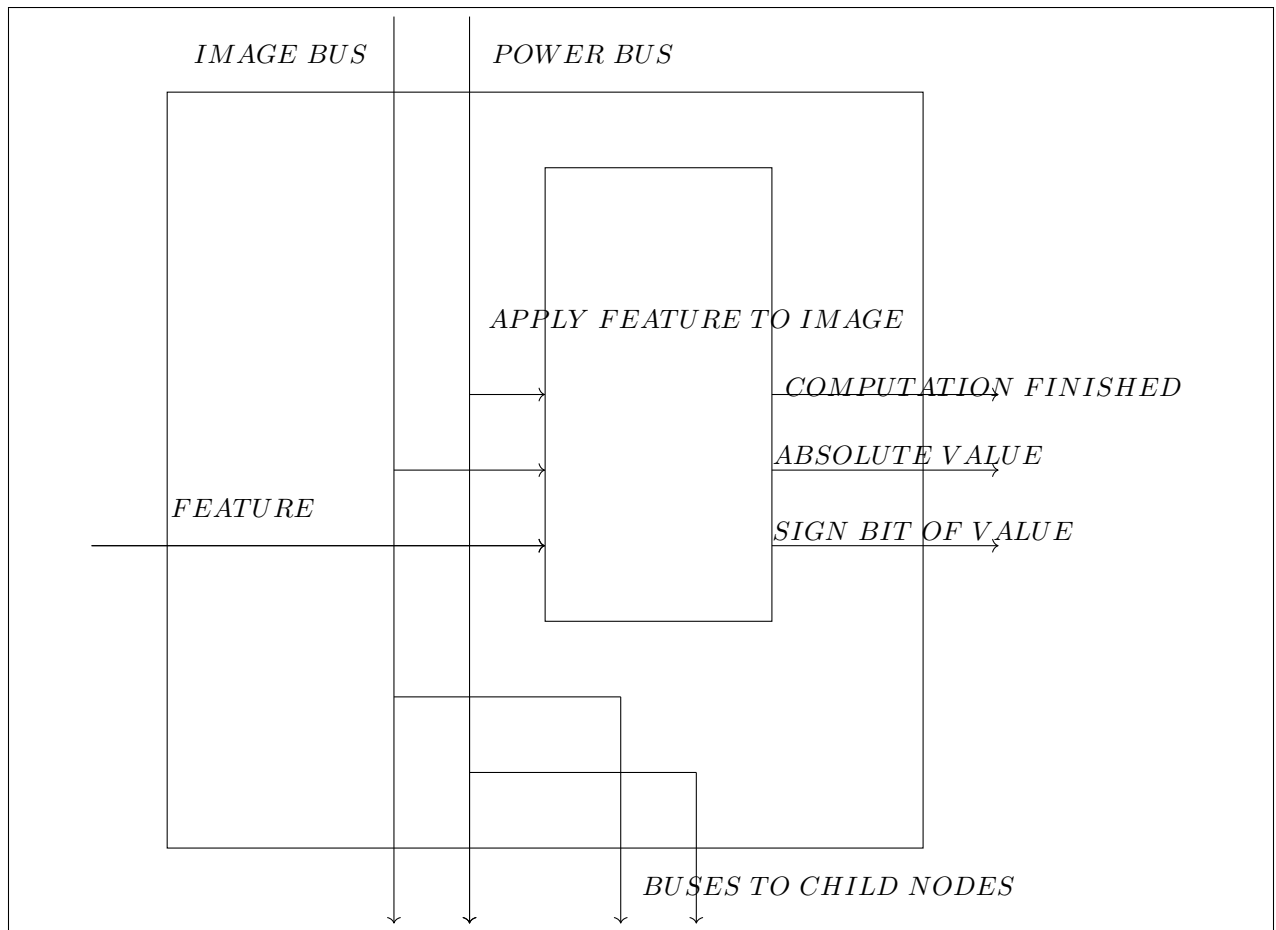 IMAGE BUS
POWER BUS
APPLY FEATURE TO IMAGE
COMPUTATION FINISHED
ABSOLUTE VALUE
FEATURE
SIGN BIT OF VALUE
BUSES TO CHILD NODES